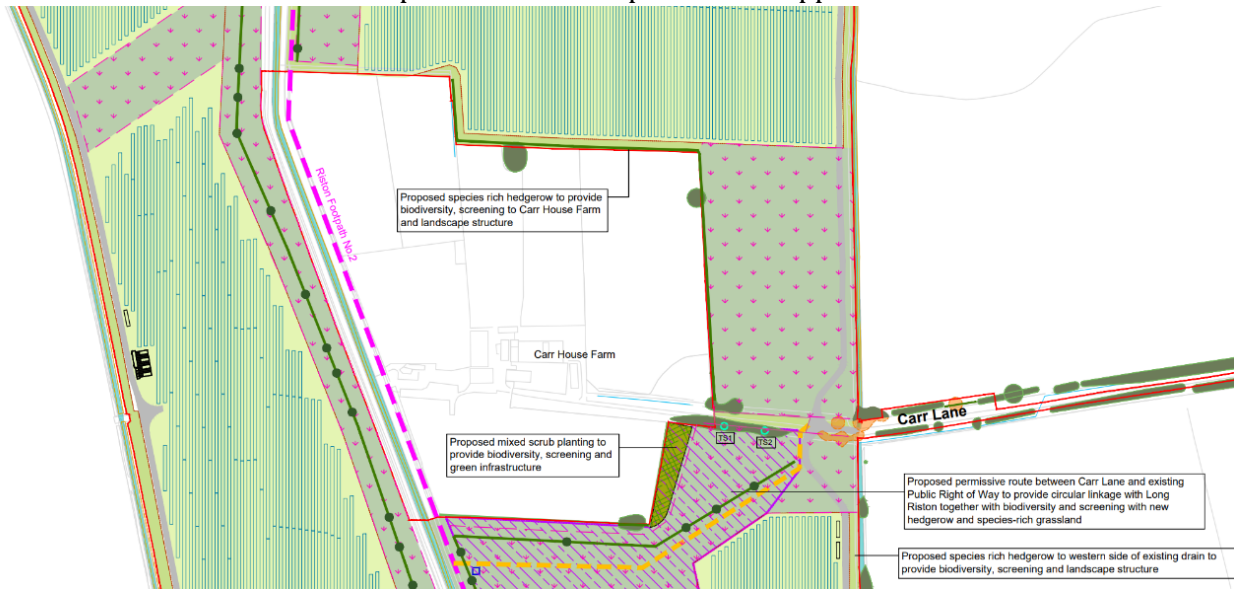 Riston Footpath No.2
Proposed species rich hedgerow to provide
biodiversity, screening to Carr House Farm
and landscape structure
Carr House Farm
Carr Lane
TS1
TS2
Proposed mixed scrub planting to
provide biodiversity, screening and
green infrastructure
Proposed permissive route between Carr Lane and existing
Public Right of Way to provide circular linkage with Long
Riston together with biodiversity and screening with new
hedgerow and species-rich grassland
Proposed species rich hedgerow to western side of existing drain to
provide biodiversity, screening and landscape structure